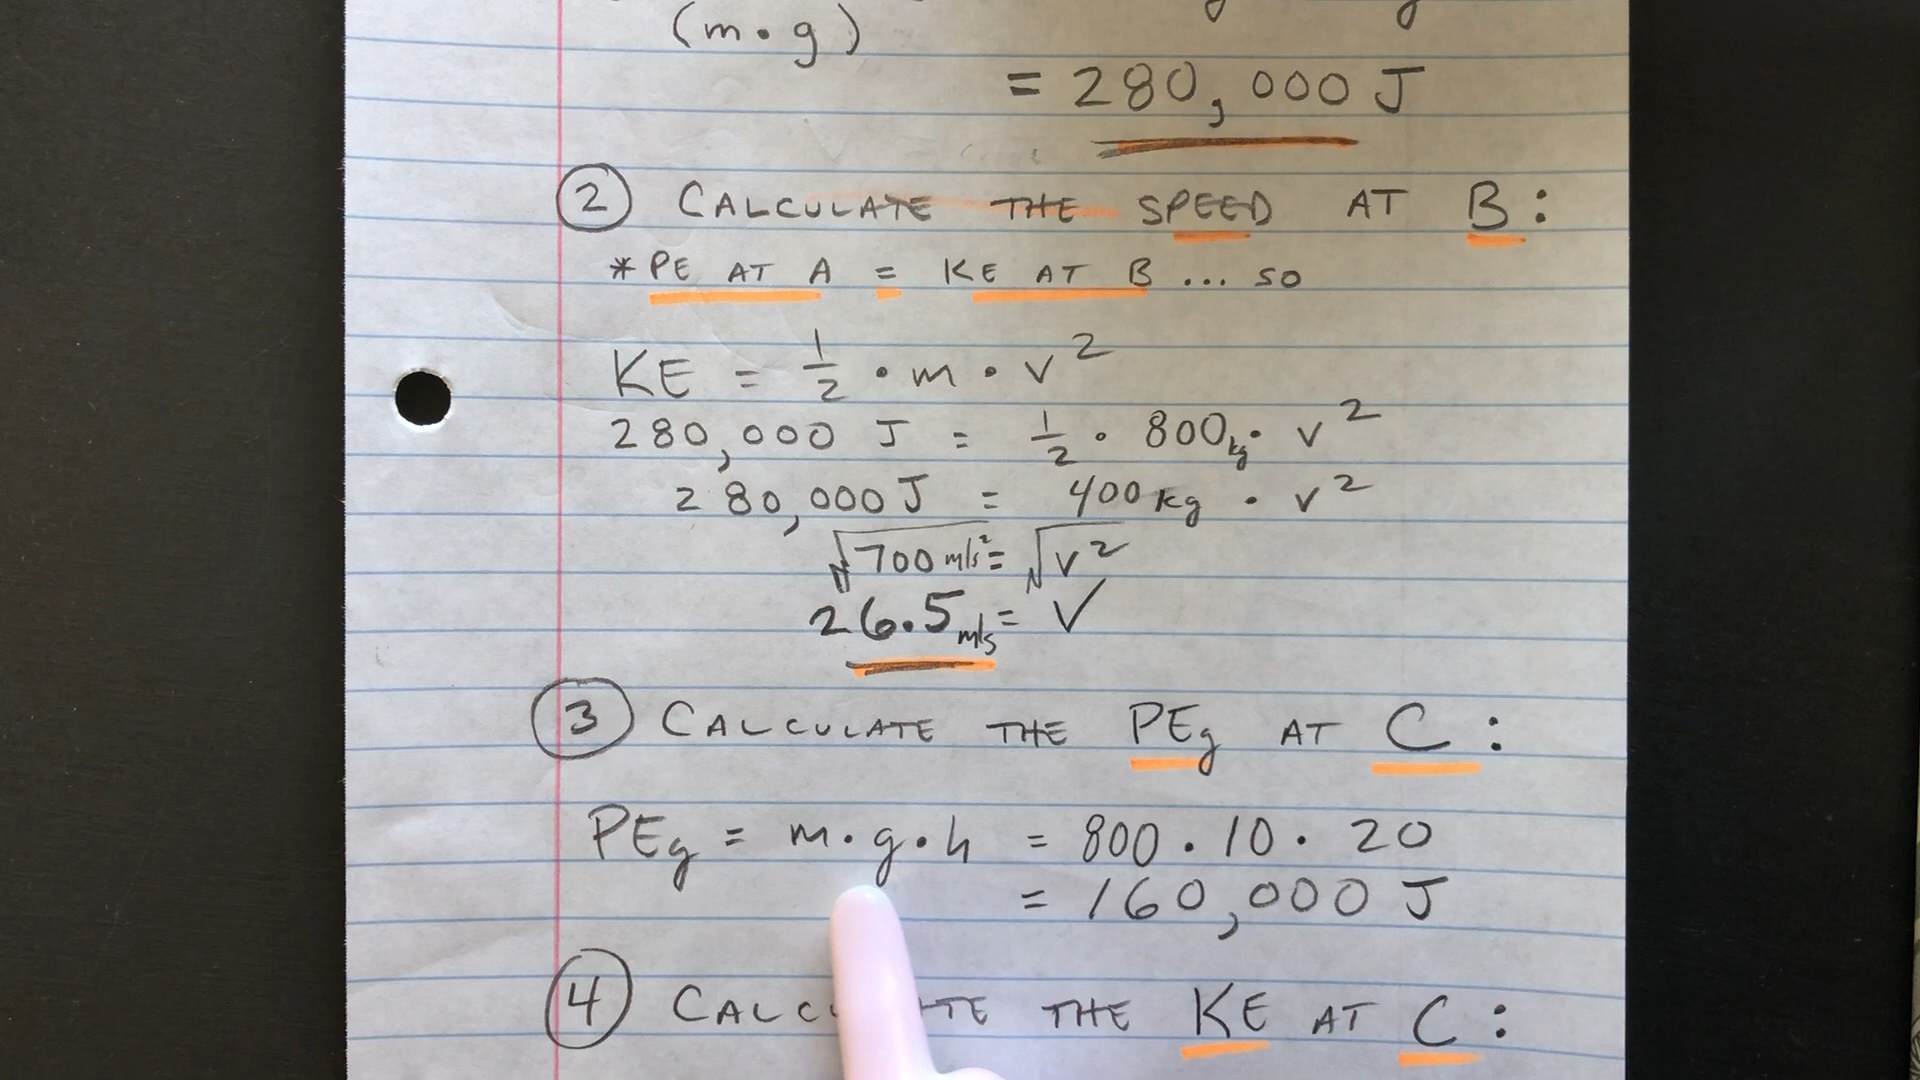 (m·g)
= 280,000 J
② CALCULATE THE SPEED AT B:
* PE AT A = KE AT B ... so
KE = 1/2 · m · v²
280,000 J = 1/2 · 800kg · v²
280,000 J = 400 kg · v²
√700 m/s² = √v²
26.5 m/s = v
③ CALCULATE THE PEg AT C:
PEg = m·g·h = 800 · 10 · 20
= 160,000 J
④ THE KE AT C: